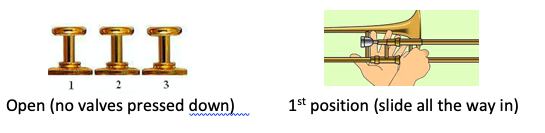 1 2 3
Open (no valves pressed down)
1st position (slide all the way in)